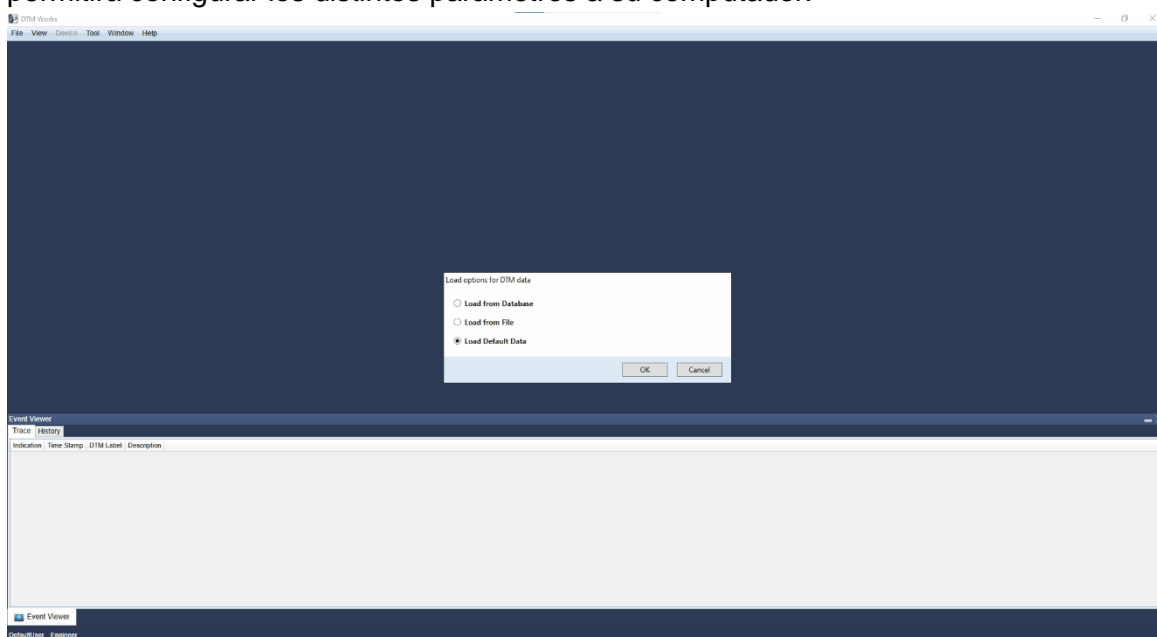 permitirá configurar los distintos parámetros a su computador.
DTM Works
File View Device Tool Window Help
Load options for DTM data
Load from Database
Load from File
Load Default Data
OK Cancel
Event Viewer
Trace History
Indication Time Stamp DTM Label Description
Event Viewer
DefaultUser Engineer